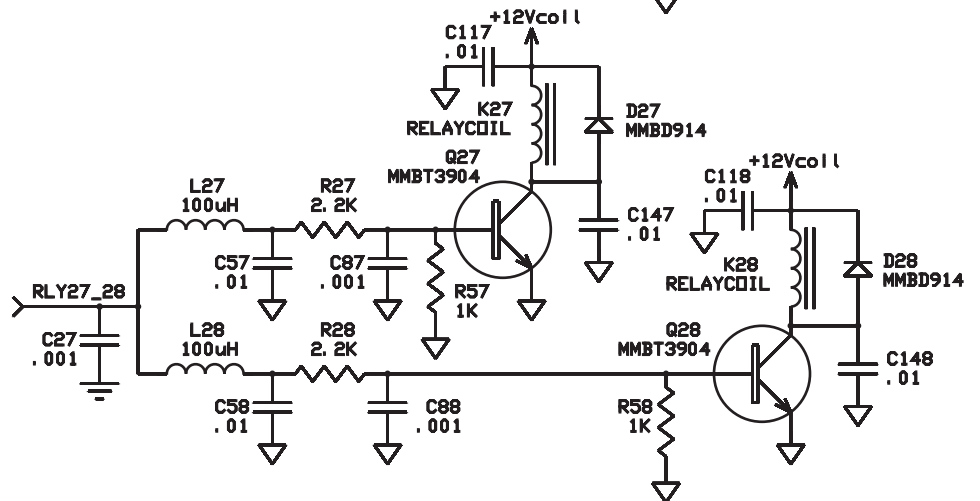 +12Vcoil
C117
.01
K27
RELAYCOIL
D27
MMBD914
Q27
MMBT3904
+12Vcoil
C118
.01
L27
100uH
R27
2.2K
C147
.01
C57
.01
C87
.001
K28
RELAYCOIL
D28
MMBD914
RLY27_28
R57
1K
C27
.001
L28
100uH
R28
2.2K
Q28
MMBT3904
C148
.01
C58
.01
C88
.001
R58
1K